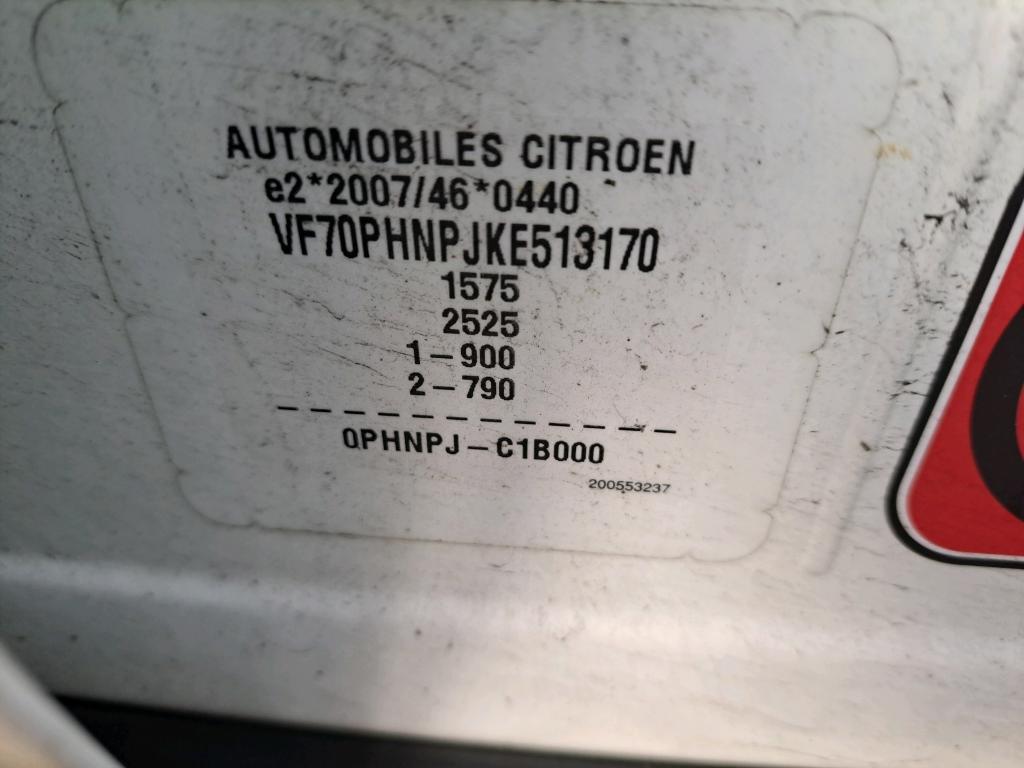 AUTOMOBILES CITROEN
e2*2007/46*0440
VF70PHNPJKE513170
1575
2525
1-900
2-790
-------------
0PHNPJ-C1B000
200553237